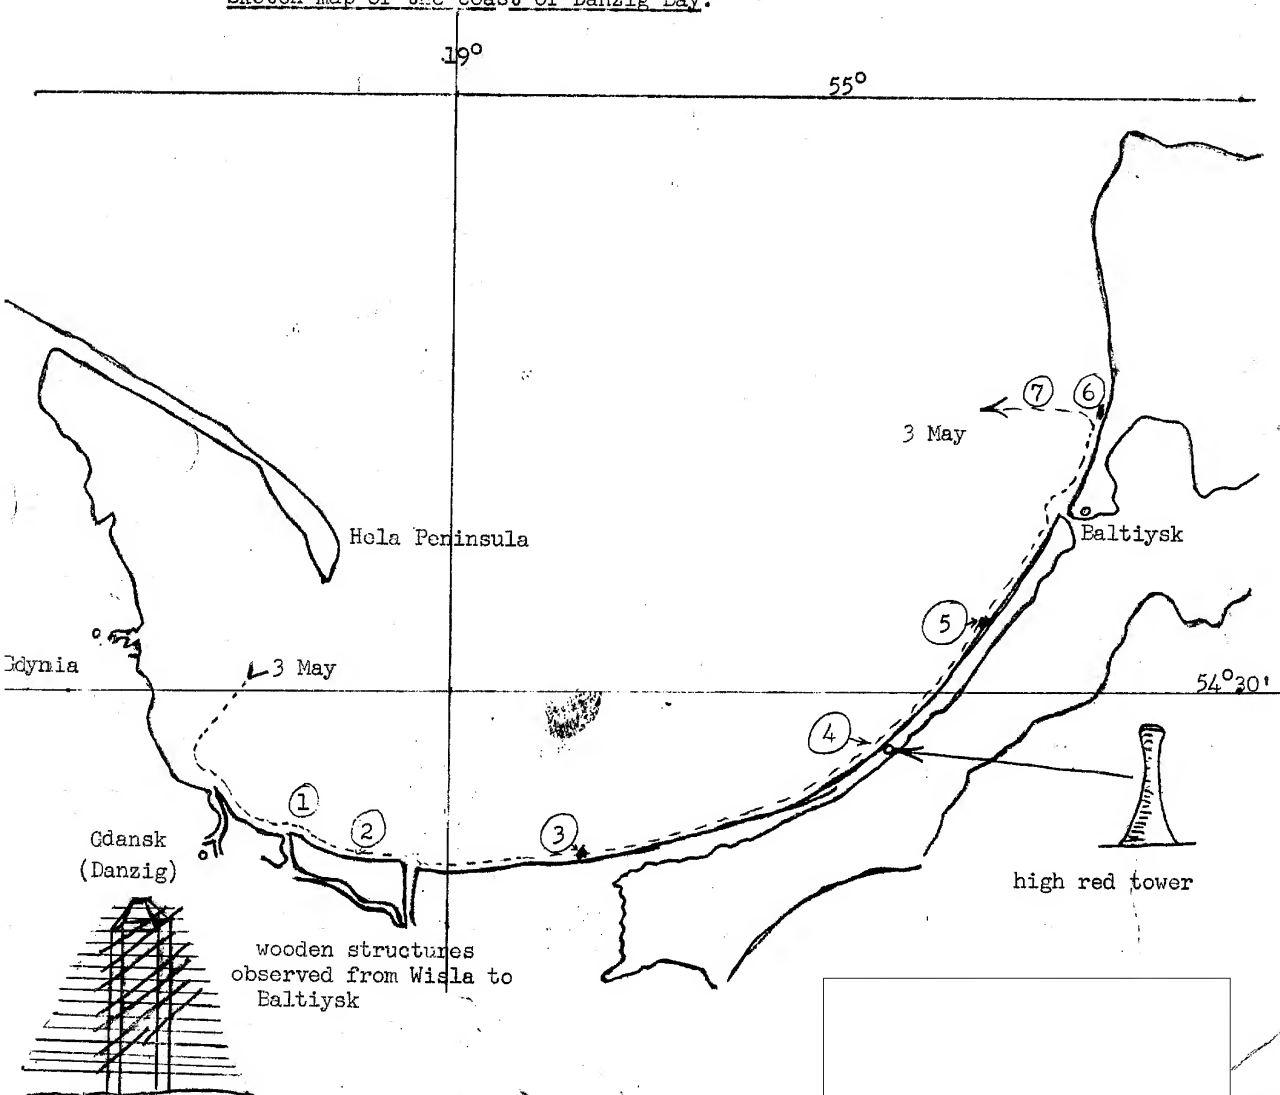 Sketch map of the coast of Danzig Bay.
19°
55°
7
6
3 May
Hela Peninsula
Baltiysk
5
Gdynia
3 May
54°30'
4
1
2
3
Gdansk
(Danzig)
high red tower
wooden structures
observed from Wisla to
Baltiysk